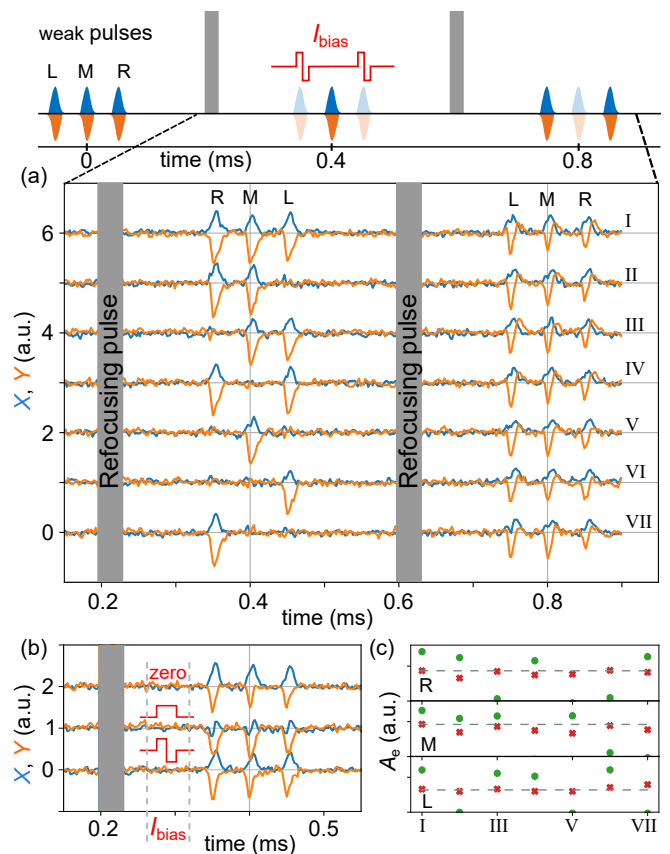 weak pulses
I_bias
L M R
0 0.4 0.8
time (ms)
(a)
R M L L M R
6
I
II
4
III
IV
2
V
VI
0
VII
X, Y (a.u.)
Refocusing pulse
Refocusing pulse
0.2 0.4 0.6 0.8
time (ms)
(b)
zero
2
1
0
X, Y (a.u.)
0.2 0.5
I_bias
time (ms)
(c)
R
M
L
A_e (a.u.)
I III V VII